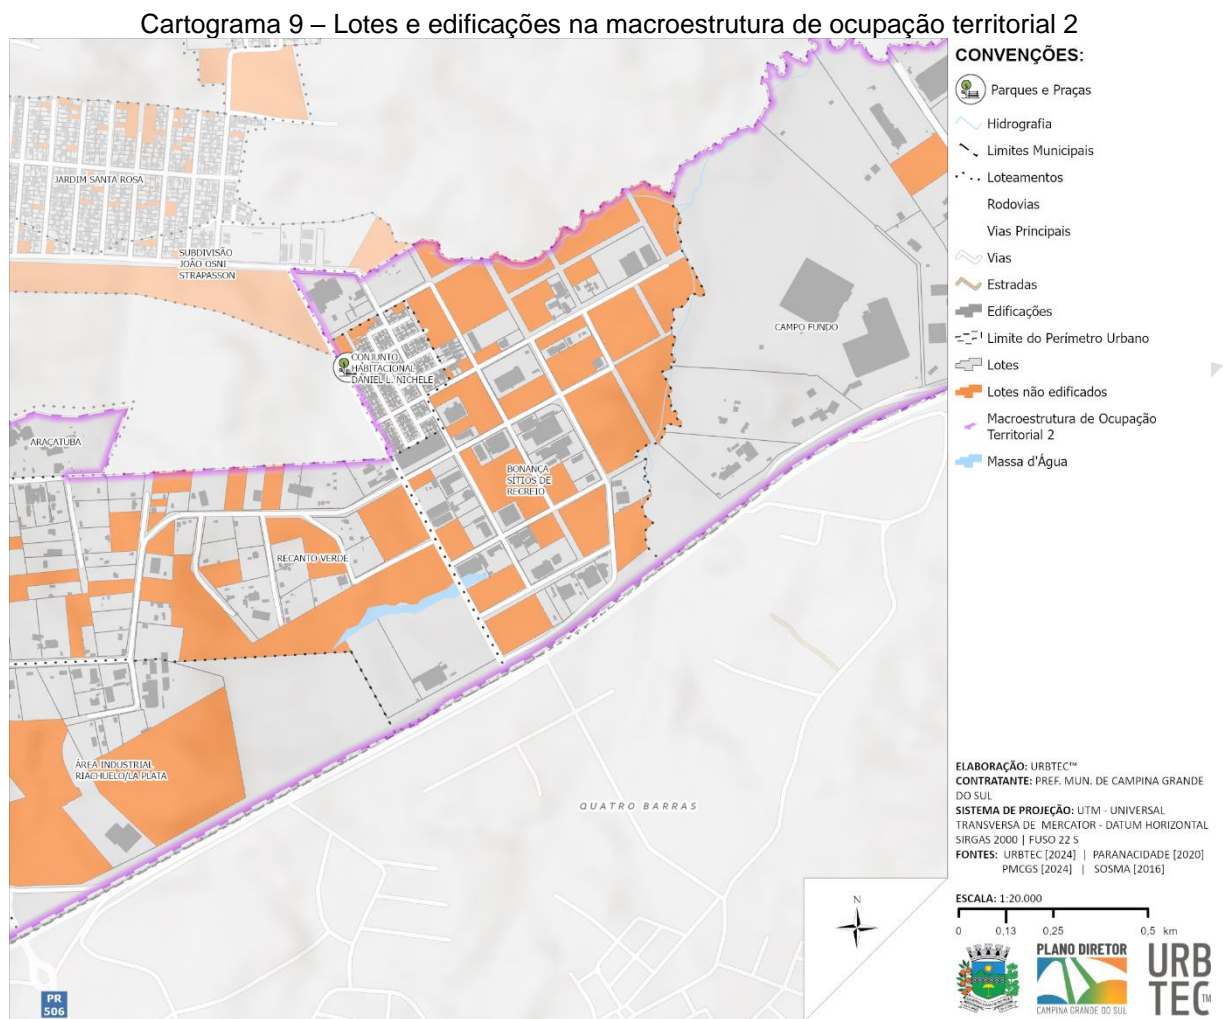 Cartograma 9 – Lotes e edificações na macroestrutura de ocupação territorial 2
CONVENÇÕES:
Parques e Praças
Hidrografia
Limites Municipais
Loteamentos
Rodovias
Vias Principais
Vias
Estradas
Edificações
Limite do Perímetro Urbano
Lotes
Lotes não edificados
Macroestrutura de Ocupação
Territorial 2
Massa d'Água
JARDIM SANTA ROSA
SUBDIVISÃO
JOÃO OSNI
STRAPASSON
CAMPO FUNDO
CONJUNTO
HABITACIONAL
DANIEL L. NICHELE
ARAÇATUBA
BONANÇA
SÍTIOS DE
RECREIO
RECANTO VERDE
ÁREA INDUSTRIAL
RIACHUELO/LA PLATA
QUATRO BARRAS
PR
506
N
ELABORAÇÃO: URBTEC™
CONTRATANTE: PREF. MUN. DE CAMPINA GRANDE
DO SUL
SISTEMA DE PROJEÇÃO: UTM - UNIVERSAL
TRANSVERSA DE MERCATOR - DATUM HORIZONTAL
SIRGAS 2000 | FUSO 22 S
FONTES: URBTEC [2024] | PARANACIDADE [2020]
PMCGS [2024] | SOSMA [2016]
ESCALA: 1:20.000
0 0,13 0,25 0,5 km
PLANO DIRETOR
CAMPINA GRANDE DO SUL
URB
TEC™